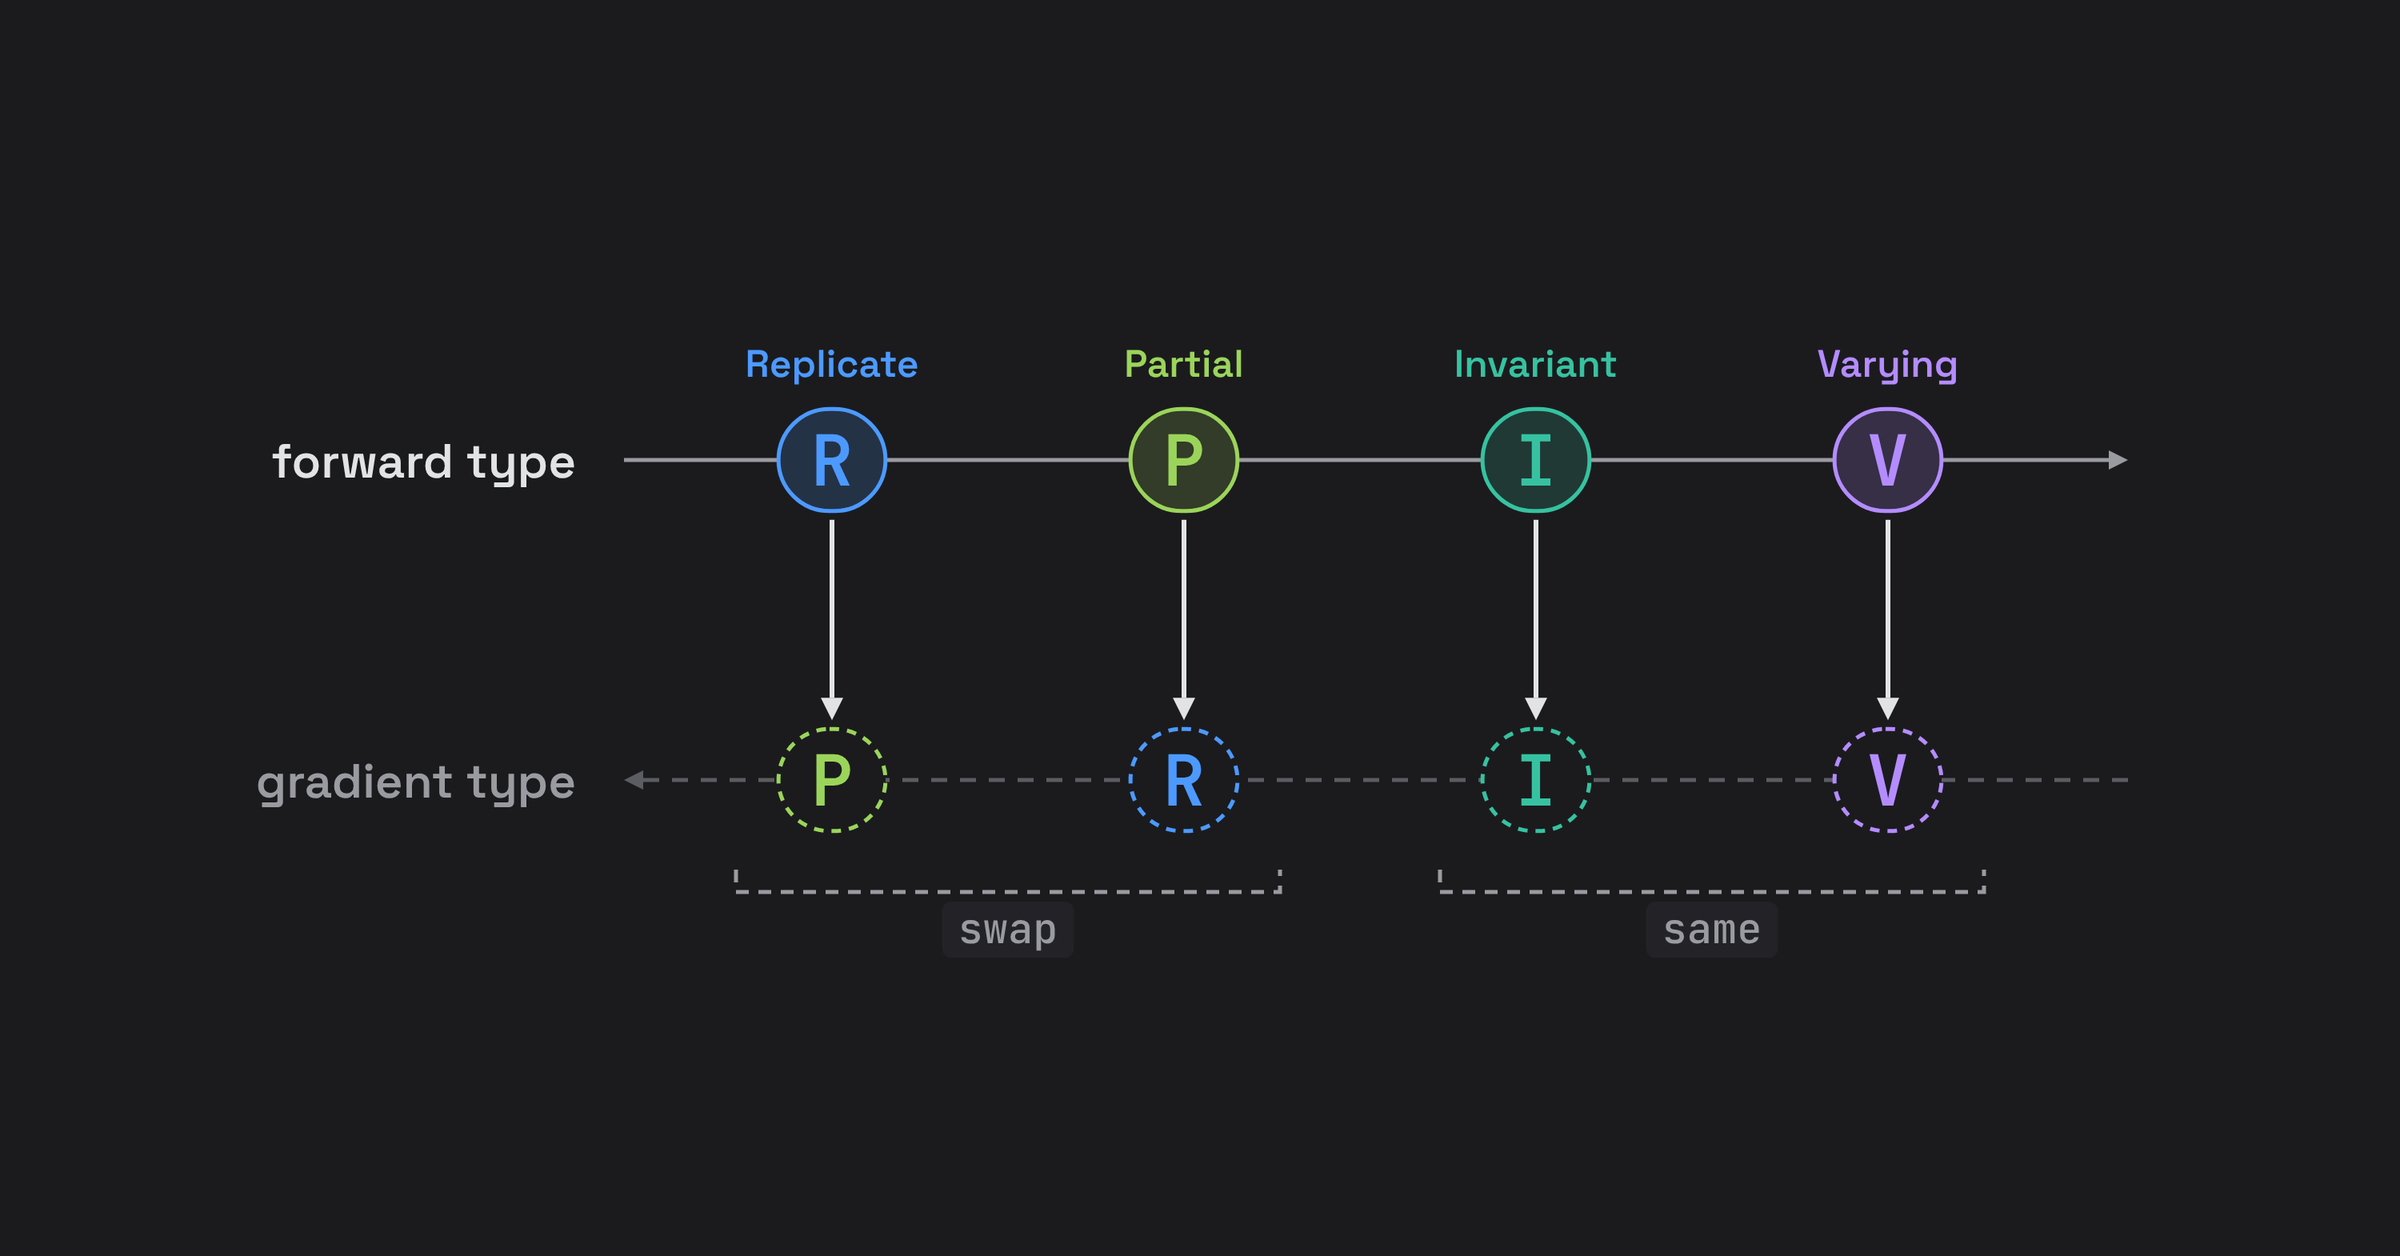 Replicate Partial Invariant Varying
forward type R P I V
gradient type P R I V
swap same